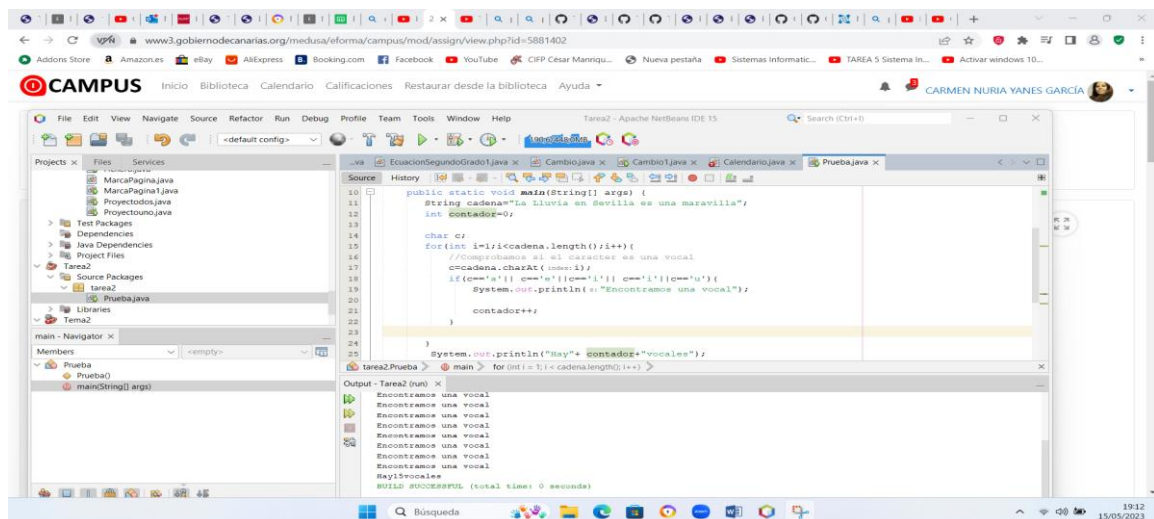 www3.gobiernodecanarias.org/medusa/eforma/campus/mod/assign/view.php?id=5881402
Addons Store Amazon.es eBay AliExpress Booking.com Facebook YouTube CIFP César Manriqu... Nueva pestaña Sistemas Informatic... TAREA 5 Sistema In... Activar windows 10...
CAMPUS Inicio Biblioteca Calendario Calificaciones Restaurar desde la biblioteca Ayuda CARMEN NURIA YANES GARCÍA
File Edit View Navigate Source Refactor Run Debug Profile Team Tools Window Help Tarea2 - Apache NetBeans IDE 15 Search (Ctrl+I)
<default config>
Projects Files Services
MarcaPagina.java
MarcaPagina1.java
Proyectodos.java
Proyectouno.java
Test Packages
Dependencies
Java Dependencies
Project Files
Tarea2
Source Packages
tarea2
Prueba.java
Libraries
Tema2
main - Navigator
Members <empty>
Prueba
Prueba()
main(String[] args)
...va EcuacionSegundoGrado1.java Cambio.java Cambio1.java Calendario.java Prueba.java
Source History
10 public static void main(String[] args) {
11 String cadena="La Lluvia en Sevilla es una maravilla";
12 int contador=0;
13
14 char c;
15 for(int i=1;i<cadena.length();i++){
16 //Comprobamos si el caracter es una vocal
17 c=cadena.charAt( index: i);
18 if(c=='a'|| c=='e'||c=='i'|| c=='i'||c=='u'){
19 System.out.println( x: "Encontramos una vocal");
20
21 contador++;
22 }
23
24 }
25 System.out.println("Hay"+ contador+"vocales");
tarea2.Prueba main for (int i = 1; i < cadena.length(); i++)
Output - Tarea2 (run)
Encontramos una vocal
Encontramos una vocal
Encontramos una vocal
Encontramos una vocal
Encontramos una vocal
Encontramos una vocal
Encontramos una vocal
Encontramos una vocal
Hay15vocales
BUILD SUCCESSFUL (total time: 0 seconds)
Búsqueda
19:12
15/05/2023